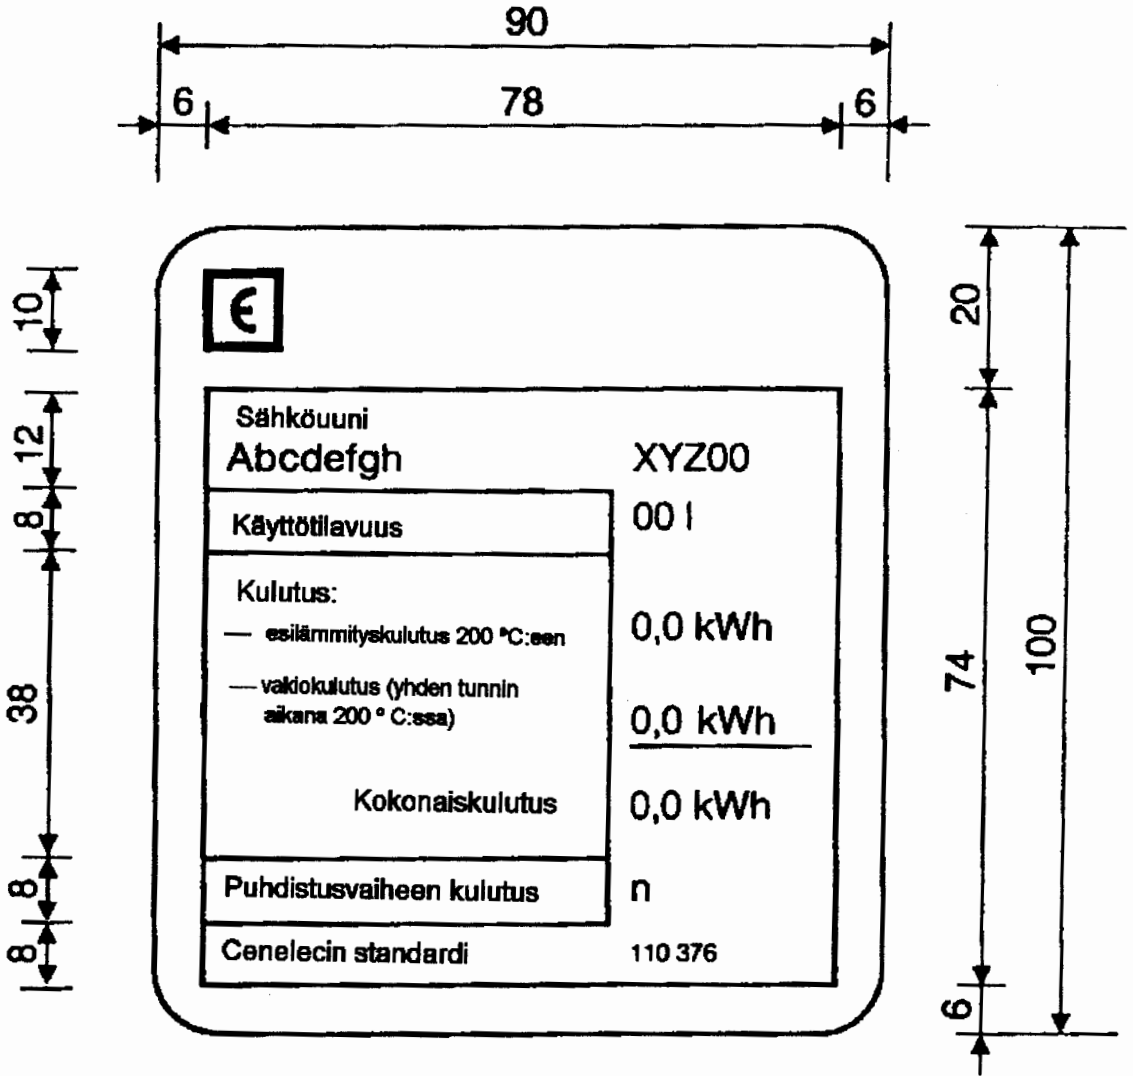 90
6 78 6
10
20
Є
12
Sähköuuni
Abcdefgh XYZ00
8
Käyttötilavuus 00 l
38
Kulutus:
— esilämmityskulutus 200 °C:een 0,0 kWh
— vakiokulutus (yhden tunnin
aikana 200 ° C:ssa) 0,0 kWh
74
100
Kokonaiskulutus 0,0 kWh
8
Puhdistusvaiheen kulutus n
8
Cenelecin standardi 110 376
6